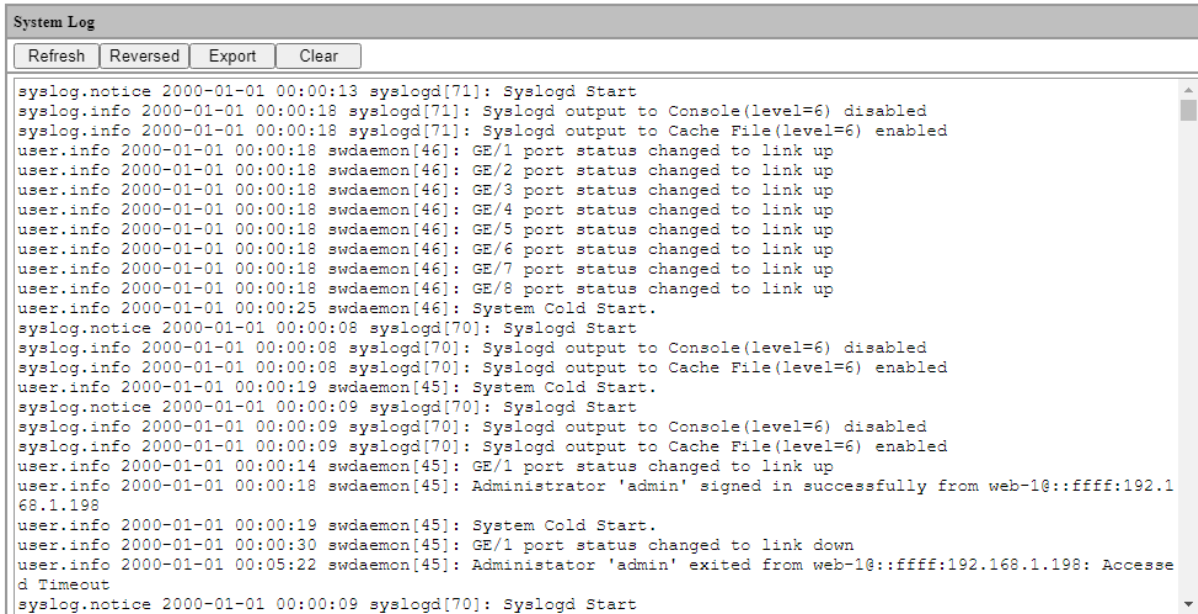 System Log
Refresh Reversed Export Clear
syslog.notice 2000-01-01 00:00:13 syslogd[71]: Syslogd Start
syslog.info 2000-01-01 00:00:18 syslogd[71]: Syslogd output to Console(level=6) disabled
syslog.info 2000-01-01 00:00:18 syslogd[71]: Syslogd output to Cache File(level=6) enabled
user.info 2000-01-01 00:00:18 swdaemon[46]: GE/1 port status changed to link up
user.info 2000-01-01 00:00:18 swdaemon[46]: GE/2 port status changed to link up
user.info 2000-01-01 00:00:18 swdaemon[46]: GE/3 port status changed to link up
user.info 2000-01-01 00:00:18 swdaemon[46]: GE/4 port status changed to link up
user.info 2000-01-01 00:00:18 swdaemon[46]: GE/5 port status changed to link up
user.info 2000-01-01 00:00:18 swdaemon[46]: GE/6 port status changed to link up
user.info 2000-01-01 00:00:18 swdaemon[46]: GE/7 port status changed to link up
user.info 2000-01-01 00:00:18 swdaemon[46]: GE/8 port status changed to link up
user.info 2000-01-01 00:00:25 swdaemon[46]: System Cold Start.
syslog.notice 2000-01-01 00:00:08 syslogd[70]: Syslogd Start
syslog.info 2000-01-01 00:00:08 syslogd[70]: Syslogd output to Console(level=6) disabled
syslog.info 2000-01-01 00:00:08 syslogd[70]: Syslogd output to Cache File(level=6) enabled
user.info 2000-01-01 00:00:19 swdaemon[45]: System Cold Start.
syslog.notice 2000-01-01 00:00:09 syslogd[70]: Syslogd Start
syslog.info 2000-01-01 00:00:09 syslogd[70]: Syslogd output to Console(level=6) disabled
syslog.info 2000-01-01 00:00:09 syslogd[70]: Syslogd output to Cache File(level=6) enabled
user.info 2000-01-01 00:00:14 swdaemon[45]: GE/1 port status changed to link up
user.info 2000-01-01 00:00:18 swdaemon[45]: Administrator 'admin' signed in successfully from web-1@::ffff:192.1
68.1.198
user.info 2000-01-01 00:00:19 swdaemon[45]: System Cold Start.
user.info 2000-01-01 00:00:30 swdaemon[45]: GE/1 port status changed to link down
user.info 2000-01-01 00:05:22 swdaemon[45]: Administator 'admin' exited from web-1@::ffff:192.168.1.198: Accesse
d Timeout
syslog.notice 2000-01-01 00:00:09 syslogd[70]: Syslogd Start